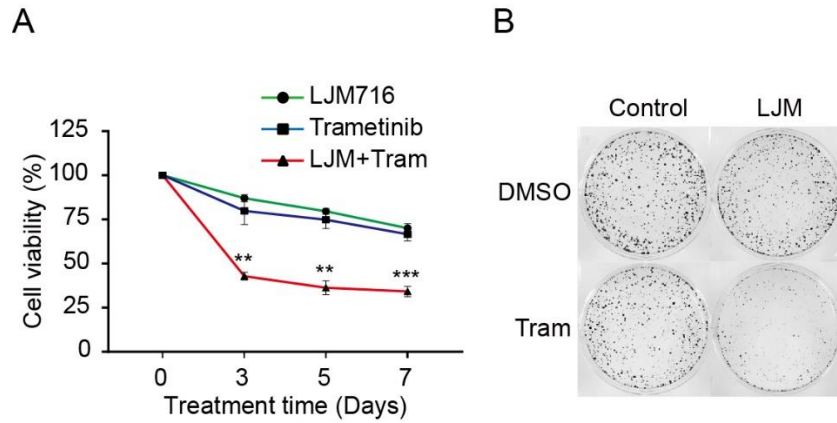 A
LJM716
Trametinib
LJM+Tram
125
100
75
50
25
0
Cell viability (%)
**
**
***
0 3 5 7
Treatment time (Days)
B
Control LJM
DMSO
Tram